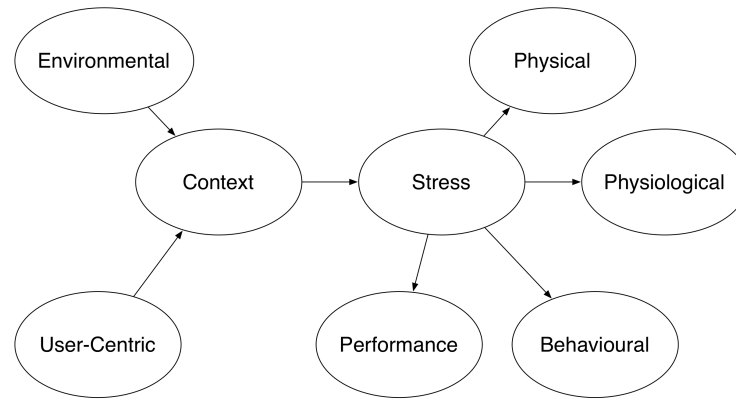 Environmental
Physical
Context
Stress
Physiological
User-Centric
Performance
Behavioural